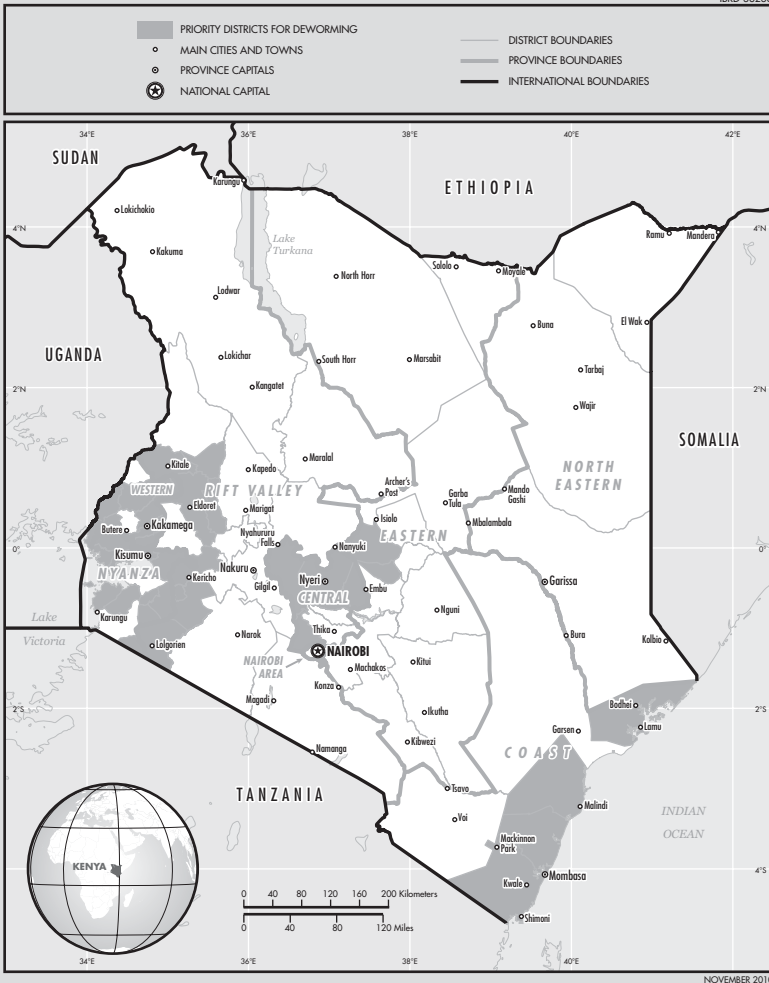 PRIORITY DISTRICTS FOR DEWORMING
MAIN CITIES AND TOWNS
PROVINCE CAPITALS
NATIONAL CAPITAL
DISTRICT BOUNDARIES
PROVINCE BOUNDARIES
INTERNATIONAL BOUNDARIES
34°E
36°E
38°E
40°E
42°E
SUDAN
ETHIOPIA
Karungu
Lokichokio
4°N
4°N
Ramu
Mandera
Lake
Turkana
Kakuma
Sololo
Moyale
North Horr
Lodwar
Buna
El Wak
UGANDA
Lokichar
South Horr
Marsabit
Tarbaj
Kangatet
2°N
2°N
Wajir
SOMALIA
Kitale
Kapedo
Maralal
NORTH
EASTERN
WESTERN
RIFT VALLEY
Archer's
Post
Garba
Tula
Mando
Gashi
Eldoret
Marigat
Isiolo
Mbalambala
Butere
Kakamega
Nyahururu
Falls
EASTERN
0°
0°
Kisumu
Nanyuki
NYANZA
Nakuru
Kericho
Gilgil
Nyeri
Embu
Garissa
CENTRAL
Karungu
Nguni
Lake
Victoria
Thika
Narok
Bura
Kolbio
Lolgorien
NAIROBI
NAIROBI
AREA
Machakos
Kitui
Konza
Magadi
Ikutha
Bodhei
2°S
2°S
Lamu
Garsen
Namanga
Kibwezi
COAST
TANZANIA
Tsavo
Malindi
Voi
INDIAN
OCEAN
Mackinnon
Park
KENYA
4°S
4°S
Mombasa
Kwale
0 40 80 120 160 200 Kilometers
0 40 80 120 Miles
Shimoni
34°E
36°E
38°E
40°E
NOVEMBER 2010